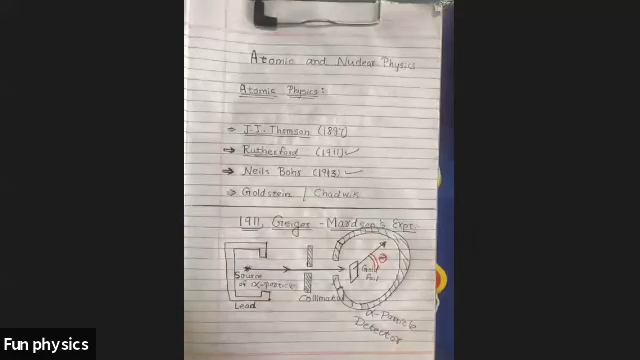 Atomic and Nuclear Physics
Atomic Physics:
⇒ J.J. Thomson (1897)
→ Rutherford (1911) ✓
→ Neils Bohr (1913) ✓
⇒ Goldstein / Chadwik
1911, Geiger - Marsden's Expt.
Source of α-particle
Lead
Collimator
Gold Foil
θ
α-Particle
Detector
Fun physics